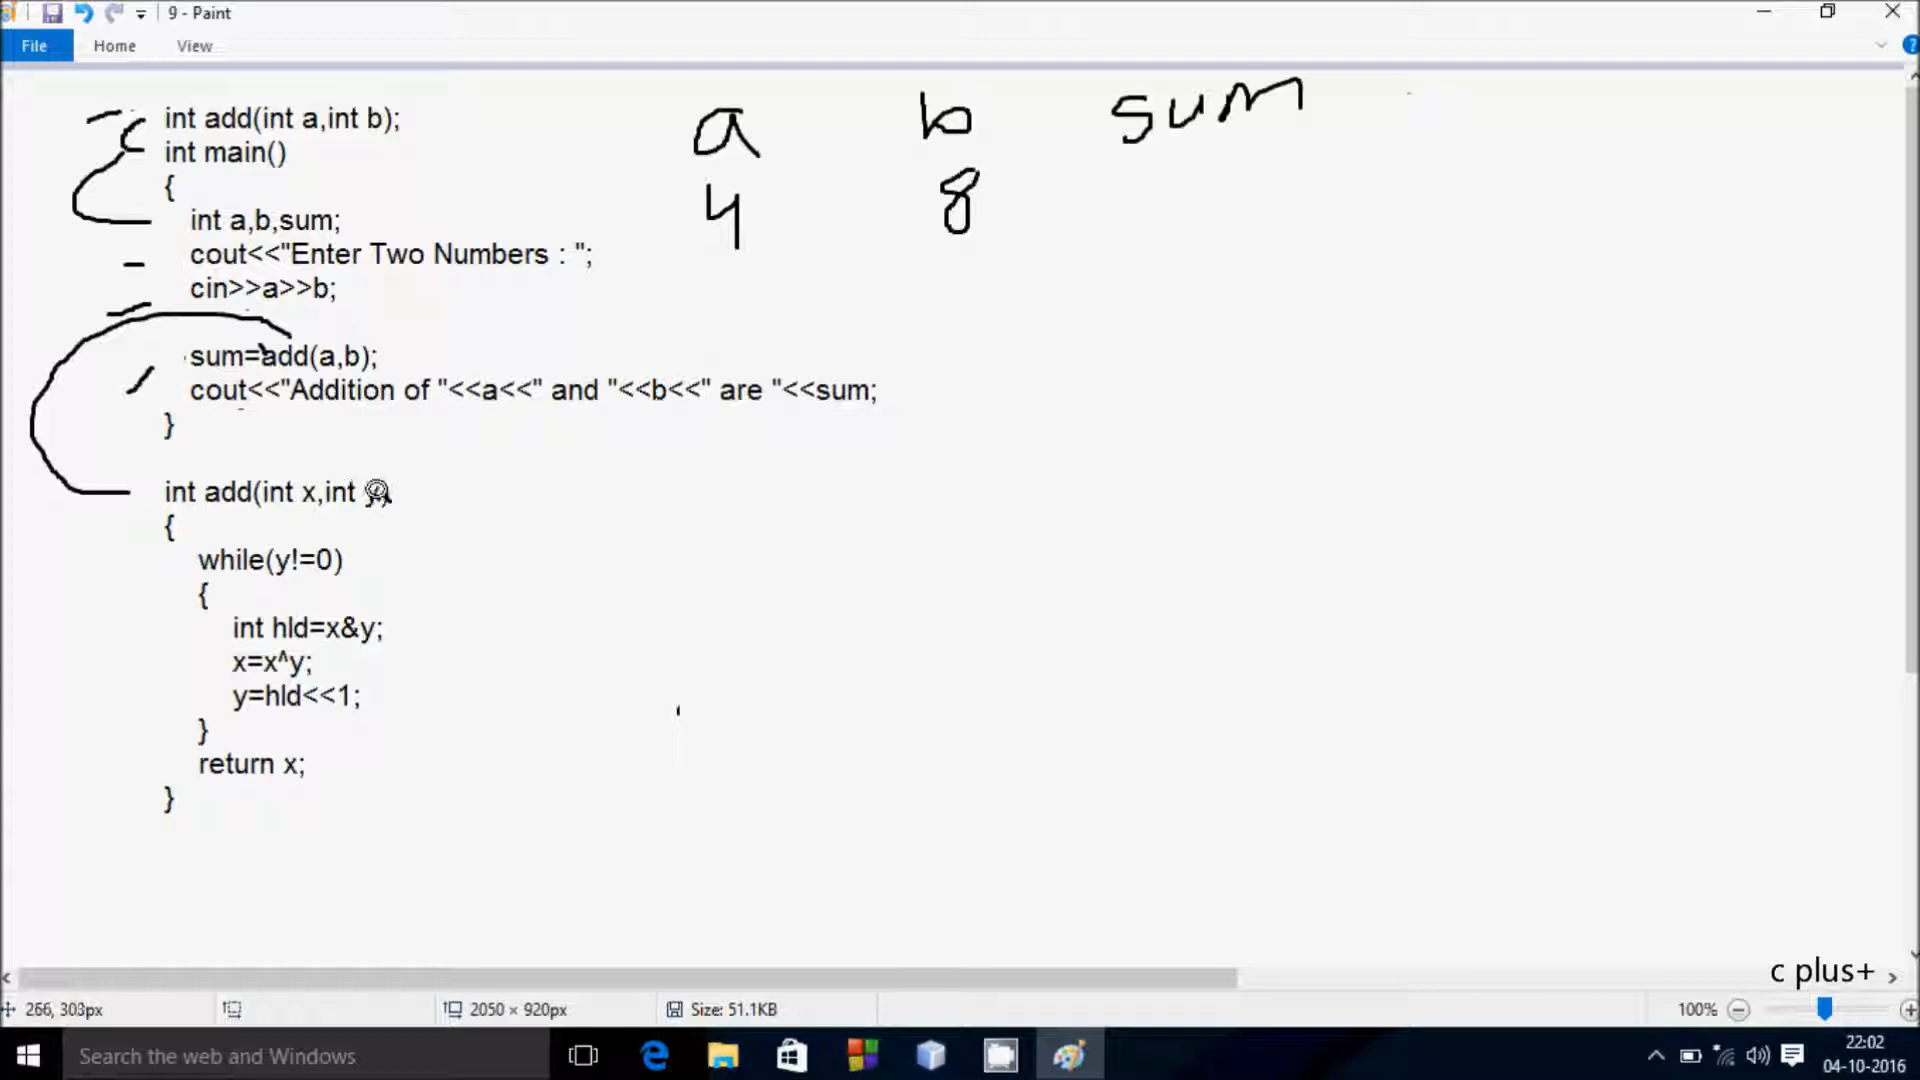 9 - Paint
File Home View
int add(int a,int b);
int main()
{
int a,b,sum;
cout<<"Enter Two Numbers : ";
cin>>a>>b;
sum=add(a,b);
cout<<"Addition of "<<a<<" and "<<b<<" are "<<sum;
}
int add(int x,int
{
while(y!=0)
{
int hld=x&y;
x=x^y;
y=hld<<1;
}
return x;
}
a b sum
4 8
c plus+
266, 308px 2050 × 920px Size: 51.1KB 100%
Search the web and Windows
22:02
04-10-2016